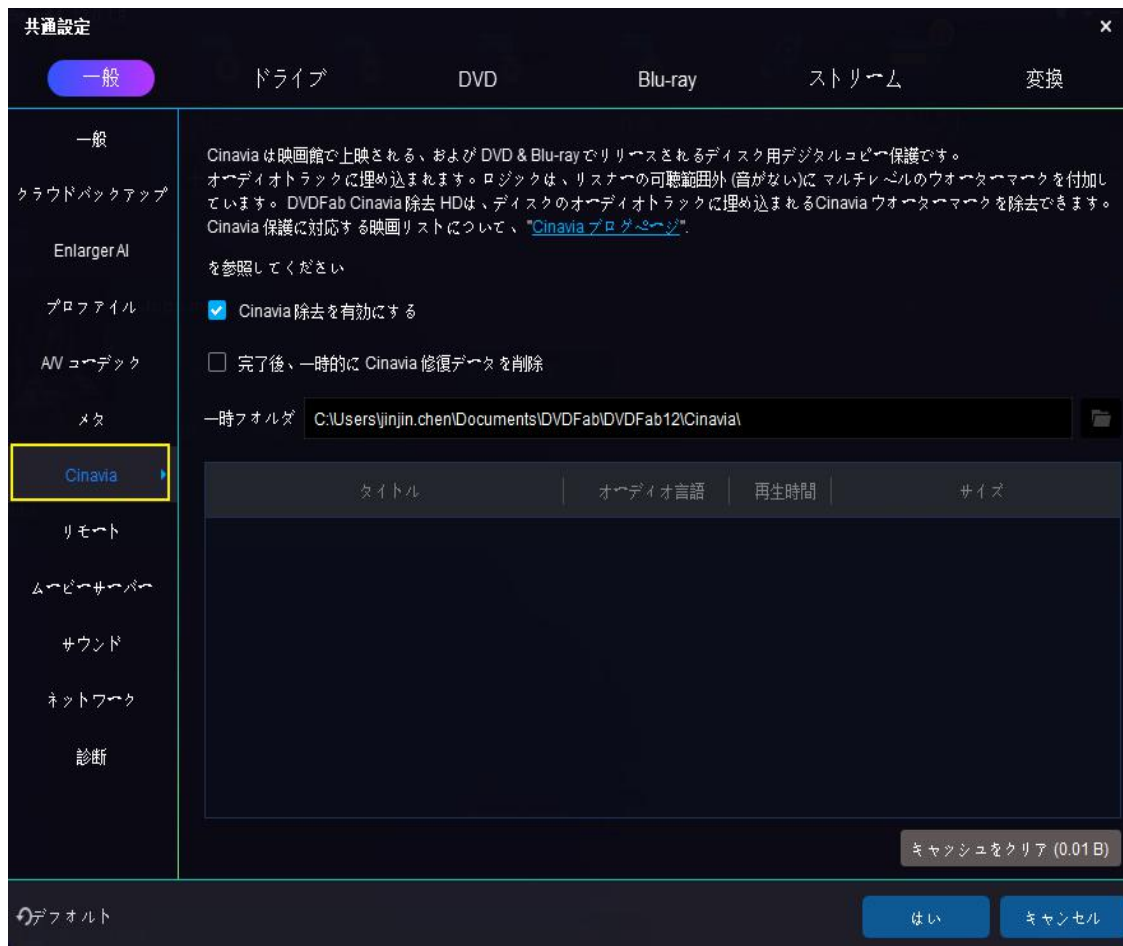 共通設定
一般 ドライブ DVD Blu-ray ストリーム 変換
一般
クラウドバックアップ
Enlarger AI
プロファイル
A/V コーデック
メタ
Cinavia
リモート
ムービーサーバー
サウンド
ネットワーク
診断
Cinavia は映画館で上映される、および DVD & Blu-ray でリリースされるディスク用デジタルコピー保護です。
オーディオトラックに埋め込まれます。ロジックは、リスナーの可聴範囲外 (音がない)に マルチレベルのウオーターマークを付加し
ています。 DVDFab Cinavia 除去 HDは、ディスクのオーディオトラックに埋め込まれるCinavia ウオーターマークを除去できます。
Cinavia 保護に対応する映画リストについて、"Cinavia ブログページ".
を参照してください
Cinavia 除去を有効にする
完了後、一時的に Cinavia 修復データを削除
一時フォルダ C:\Users\jinjin.chen\Documents\DVDFab\DVDFab12\Cinavia\
タイトル オーディオ言語 再生時間 サイズ
キャッシュをクリア (0.01 B)
デフォルト はい キャンセル